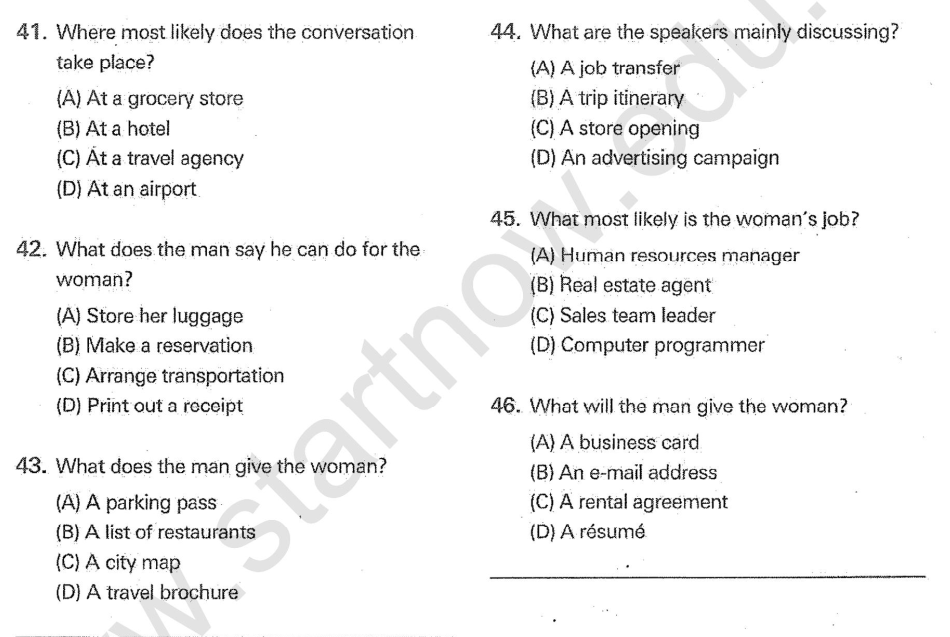 41. Where most likely does the conversation
take place?
(A) At a grocery store
(B) At a hotel
(C) At a travel agency
(D) At an airport
42. What does the man say he can do for the
woman?
(A) Store her luggage
(B) Make a reservation
(C) Arrange transportation
(D) Print out a receipt
43. What does the man give the woman?
(A) A parking pass
(B) A list of restaurants
(C) A city map
(D) A travel brochure
44. What are the speakers mainly discussing?
(A) A job transfer
(B) A trip itinerary
(C) A store opening
(D) An advertising campaign
45. What most likely is the woman's job?
(A) Human resources manager
(B) Real estate agent
(C) Sales team leader
(D) Computer programmer
46. What will the man give the woman?
(A) A business card
(B) An e-mail address
(C) A rental agreement
(D) A résumé
w.startnow.edu.